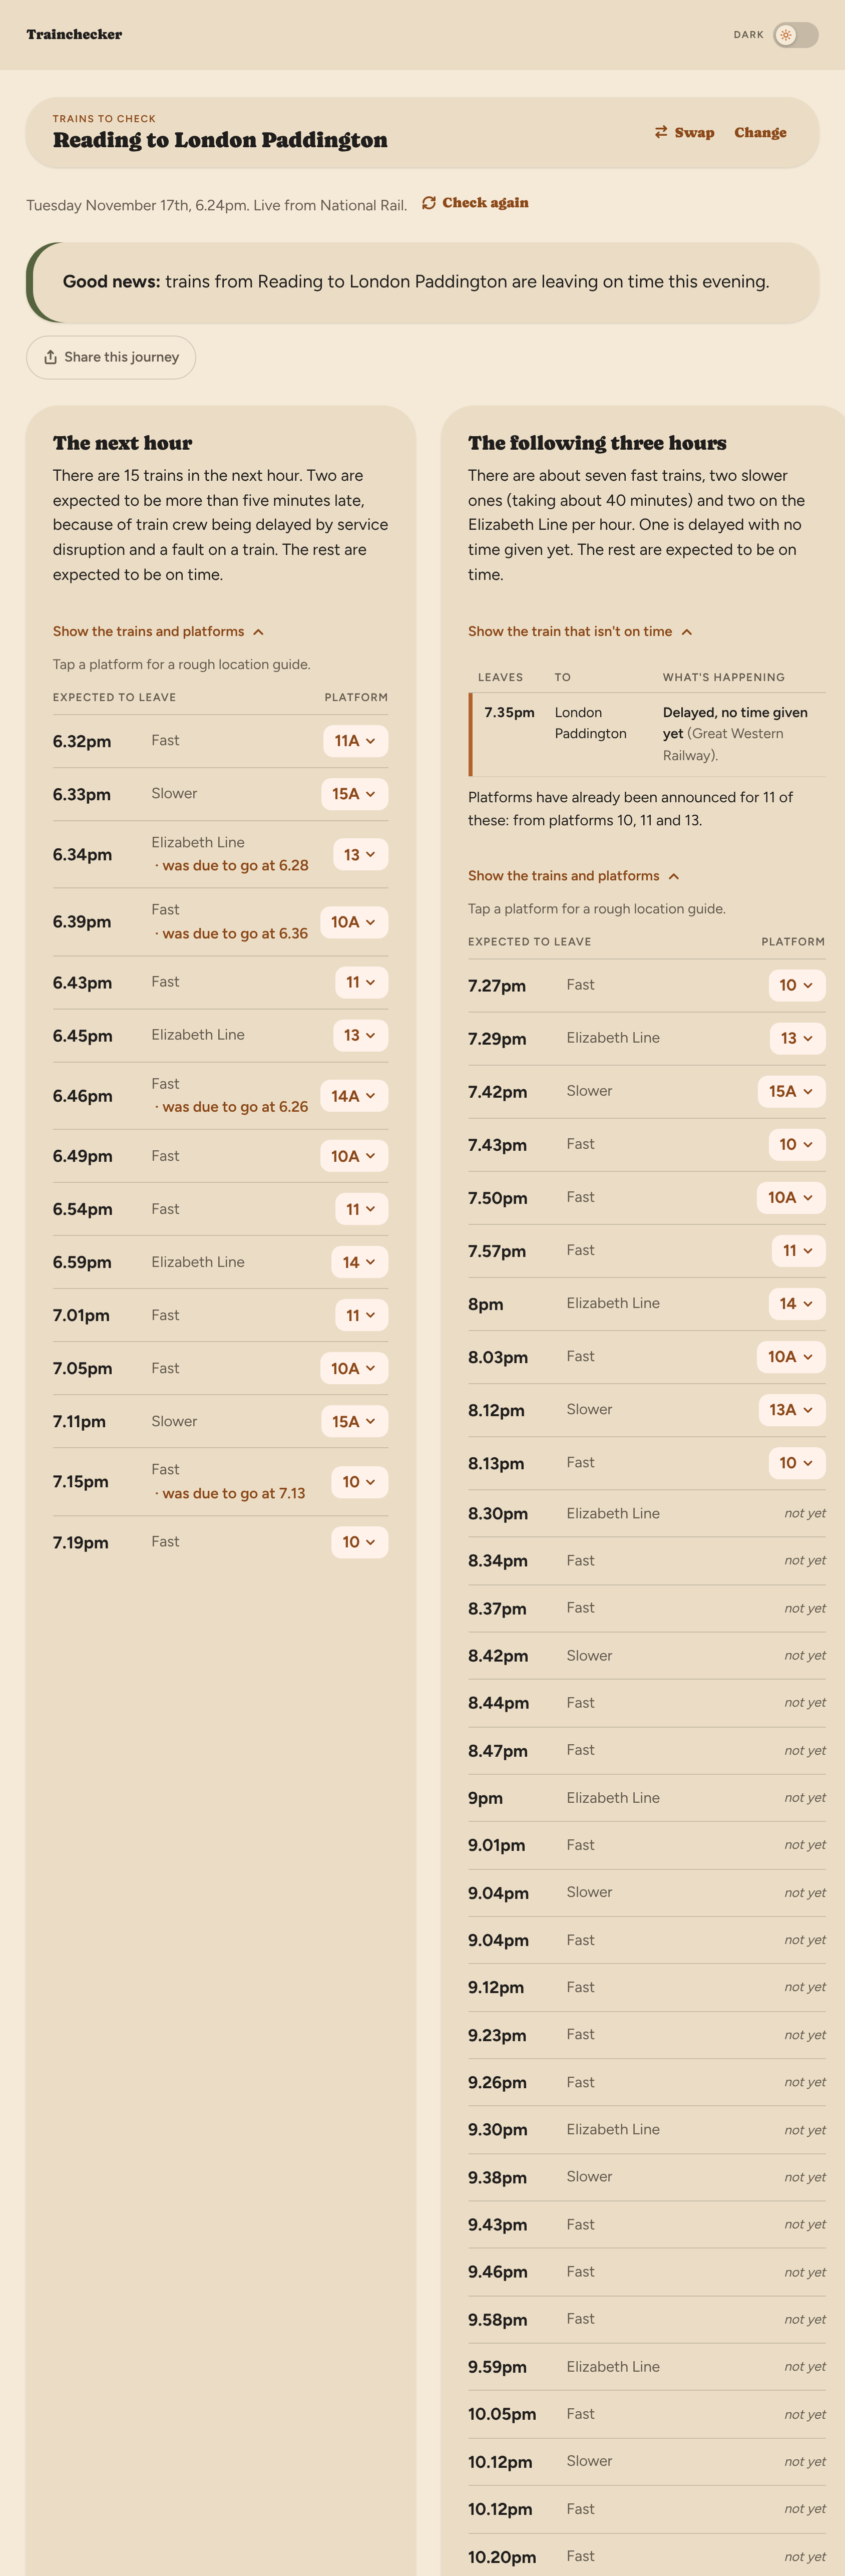 Trainchecker
DARK
TRAINS TO CHECK
Reading to London Paddington
Swap
Change
Tuesday November 17th, 6.24pm. Live from National Rail.
Check again
Good news: trains from Reading to London Paddington are leaving on time this evening.
Share this journey
The next hour
There are 15 trains in the next hour. Two are
expected to be more than five minutes late,
because of train crew being delayed by service
disruption and a fault on a train. The rest are
expected to be on time.
Show the trains and platforms
Tap a platform for a rough location guide.
EXPECTED TO LEAVE PLATFORM
6.32pm Fast 11A
6.33pm Slower 15A
6.34pm Elizabeth Line 13
· was due to go at 6.28
6.39pm Fast 10A
· was due to go at 6.36
6.43pm Fast 11
6.45pm Elizabeth Line 13
6.46pm Fast 14A
· was due to go at 6.26
6.49pm Fast 10A
6.54pm Fast 11
6.59pm Elizabeth Line 14
7.01pm Fast 11
7.05pm Fast 10A
7.11pm Slower 15A
7.15pm Fast 10
· was due to go at 7.13
7.19pm Fast 10
The following three hours
There are about seven fast trains, two slower
ones (taking about 40 minutes) and two on the
Elizabeth Line per hour. One is delayed with no
time given yet. The rest are expected to be on
time.
Show the train that isn't on time
LEAVES TO WHAT'S HAPPENING
7.35pm London Delayed, no time given
Paddington yet (Great Western
Railway).
Platforms have already been announced for 11 of
these: from platforms 10, 11 and 13.
Show the trains and platforms
Tap a platform for a rough location guide.
EXPECTED TO LEAVE PLATFORM
7.27pm Fast 10
7.29pm Elizabeth Line 13
7.42pm Slower 15A
7.43pm Fast 10
7.50pm Fast 10A
7.57pm Fast 11
8pm Elizabeth Line 14
8.03pm Fast 10A
8.12pm Slower 13A
8.13pm Fast 10
8.30pm Elizabeth Line not yet
8.34pm Fast not yet
8.37pm Fast not yet
8.42pm Slower not yet
8.44pm Fast not yet
8.47pm Fast not yet
9pm Elizabeth Line not yet
9.01pm Fast not yet
9.04pm Slower not yet
9.04pm Fast not yet
9.12pm Fast not yet
9.23pm Fast not yet
9.26pm Fast not yet
9.30pm Elizabeth Line not yet
9.38pm Slower not yet
9.43pm Fast not yet
9.46pm Fast not yet
9.58pm Fast not yet
9.59pm Elizabeth Line not yet
10.05pm Fast not yet
10.12pm Slower not yet
10.12pm Fast not yet
10.20pm Fast not yet